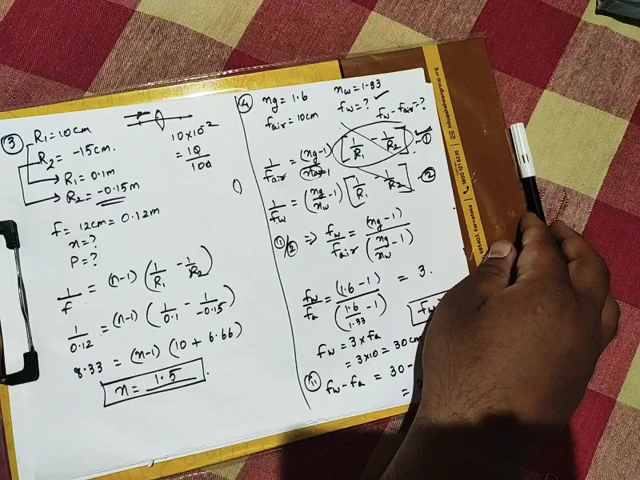 ③ R₁ = 10cm
R₂ = -15cm.
→ R₁ = 0.1m
→ R₂ = -0.15m
10×10⁻²
= 10/100
f = 12cm = 0.12m
n = ?
P = ?
1/f = (n-1) (1/R₁ - 1/R₂)
1/0.12 = (n-1) (1/0.1 - 1/-0.15)
8.33 = (n-1) (10 + 6.66)
n = 1.5
④ ng = 1.6 nw = 1.33
fair = 10cm fw = ? ✓ fw - fair = ?
1/fair = (ng-1) [1/R₁ - 1/R₂] - ①
1/fw = (ng/nw - 1) [1/R₁ - 1/R₂] - ②
①/② ⇒ fw/fair = (ng-1)/(ng/nw - 1)
fw/fa = (1.6-1)/(1.6/1.33 - 1) = 3.
fw = 3×fa
= 3×10 = 30cm
fw - fa = 30 -
=